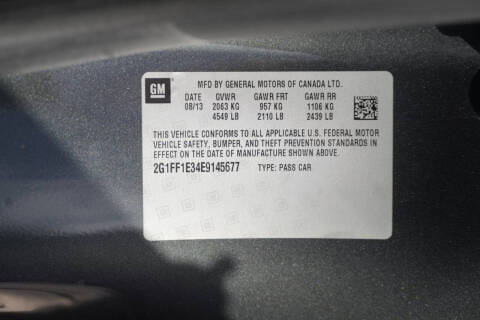 GM
MFD BY GENERAL MOTORS OF CANADA LTD.
DATE GVWR GAWR FRT GAWR RR
08/13 2063 KG 957 KG 1106 KG
4549 LB 2110 LB 2439 LB
THIS VEHICLE CONFORMS TO ALL APPLICABLE U.S. FEDERAL MOTOR
VEHICLE SAFETY, BUMPER, AND THEFT PREVENTION STANDARDS IN
EFFECT ON THE DATE OF MANUFACTURE SHOWN ABOVE.
2G1FF1E34E9145677 TYPE: PASS CAR